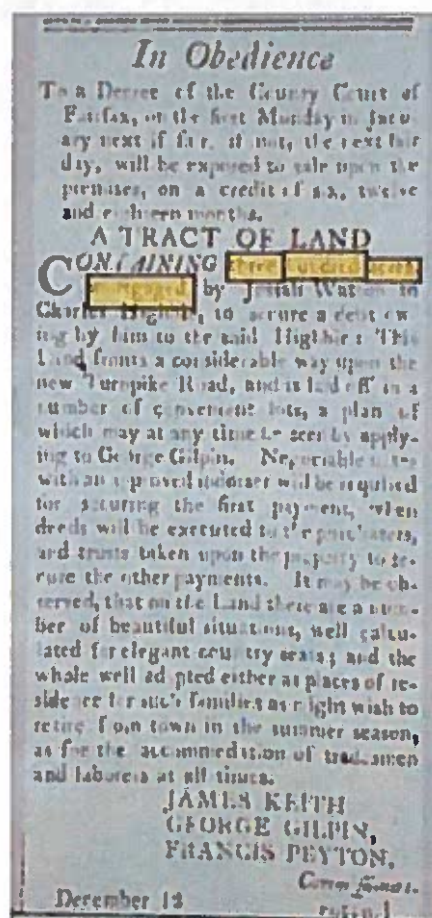 In Obedience
To a Decree of the County Court of
Fairfax, on the first Monday in Janu-
ary next if fair, if not, the next fair
day, will be exposed to sale upon the
premises, on a credit of six, twelve
and eighteen months.
A TRACT OF LAND
CONTAINING three hundred acres
mortgaged by Josiah Watson to
Charles Higbie, to secure a debt ow-
ing by him to the said Higbie: This
Land fronts a considerable way upon the
new Turnpike Road, and is laid off in a
number of convenient lots, a plan of
which may at any time be seen by apply-
ing to George Gilpin. Negociable notes
with an approved indorser will be required
for securing the first payment, when
deeds will be executed to the purchasers,
and trusts taken upon the property to se-
cure the other payments. It may be ob-
served, that on the Land there are a num-
ber of beautiful situations, well calcu-
lated for elegant country seats; and the
whole well adapted either as places of re-
sidence for such families as might wish to
retire from town in the summer season,
as for the accommodation of tradesmen
and laborers at all times.
JAMES KEITH
GEORGE GILPIN,
FRANCIS PEYTON,
December 12